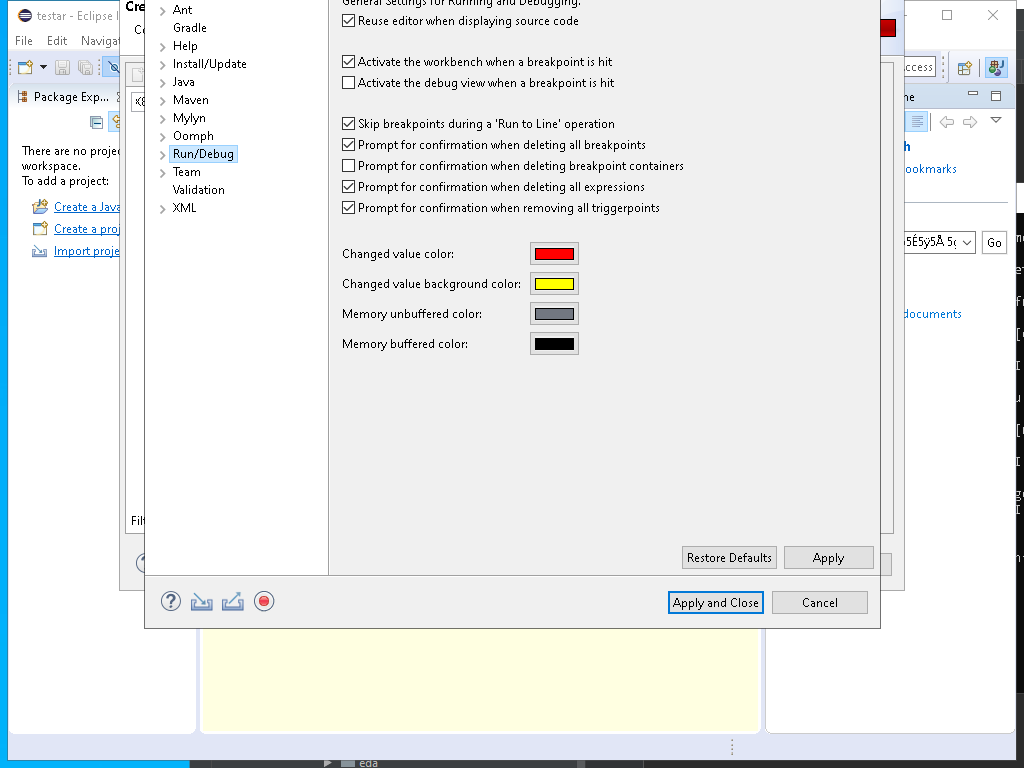 testar - Eclipse I
File Edit Navigat
Cre
Package Exp...
There are no proje
workspace.
To add a project:
Create a Java
Create a proj
Import proje
Filt
Ant
Gradle
Help
Install/Update
Java
Maven
Mylyn
Oomph
Run/Debug
Team
Validation
XML
General Settings for Running and Debugging.
Reuse editor when displaying source code
Activate the workbench when a breakpoint is hit
Activate the debug view when a breakpoint is hit
Skip breakpoints during a 'Run to Line' operation
Prompt for confirmation when deleting all breakpoints
Prompt for confirmation when deleting breakpoint containers
Prompt for confirmation when deleting all expressions
Prompt for confirmation when removing all triggerpoints
Changed value color:
Changed value background color:
Memory unbuffered color:
Memory buffered color:
Restore Defaults
Apply
Apply and Close
Cancel
ccess
ne
h
ookmarks
Go
documents
eda